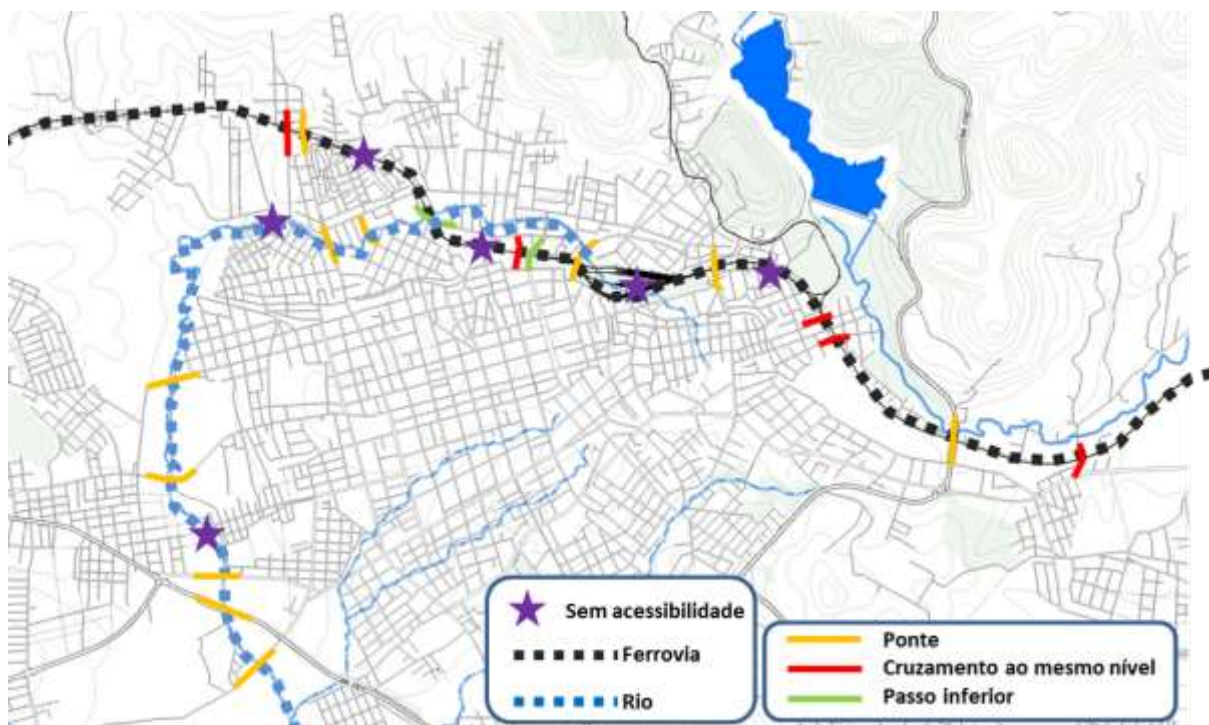 Sem acessibilidade
Ferrovia
Rio
Ponte
Cruzamento ao mesmo nível
Passo inferior